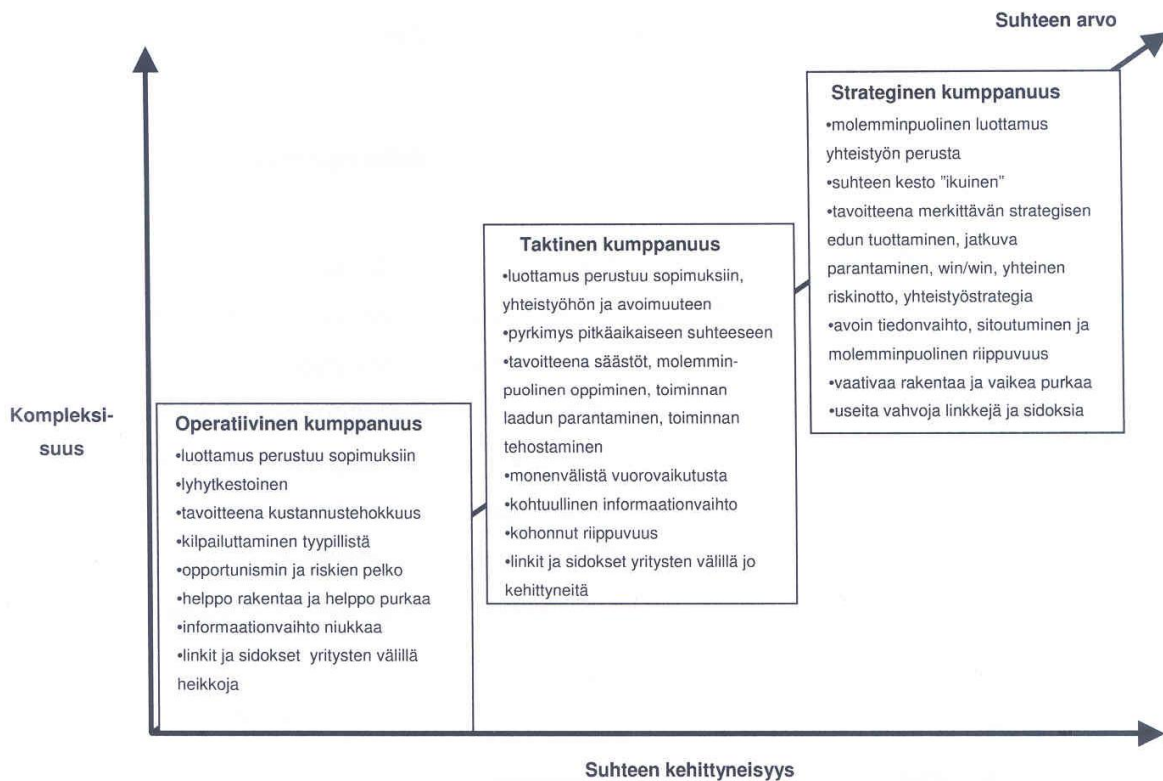 Suhteen arvo
Strateginen kumppanuus
•molemminpuolinen luottamus
yhteistyön perusta
•suhteen kesto "ikuinen"
•tavoitteena merkittävän strategisen
edun tuottaminen, jatkuva
parantaminen, win/win, yhteinen
riskinotto, yhteistyöstrategia
•avoin tiedonvaihto, sitoutuminen ja
molemminpuolinen riippuvuus
•vaativaa rakentaa ja vaikea purkaa
•useita vahvoja linkkejä ja sidoksia
Taktinen kumppanuus
•luottamus perustuu sopimuksiin,
yhteistyöhön ja avoimuuteen
•pyrkimys pitkäaikaiseen suhteeseen
•tavoitteena säästöt, molemmin-
puolinen oppiminen, toiminnan
laadun parantaminen, toiminnan
tehostaminen
•monenvälistä vuorovaikutusta
•kohtuullinen informaationvaihto
•kohonnut riippuvuus
•linkit ja sidokset yritysten välillä jo
kehittyneitä
Kompleksi-
suus
Operatiivinen kumppanuus
•luottamus perustuu sopimuksiin
•lyhytkestoinen
•tavoitteena kustannustehokkuus
•kilpailuttaminen tyypillistä
•opportunismin ja riskien pelko
•helppo rakentaa ja helppo purkaa
•informaationvaihto niukkaa
•linkit ja sidokset yritysten välillä
heikkoja
Suhteen kehittyneisyys